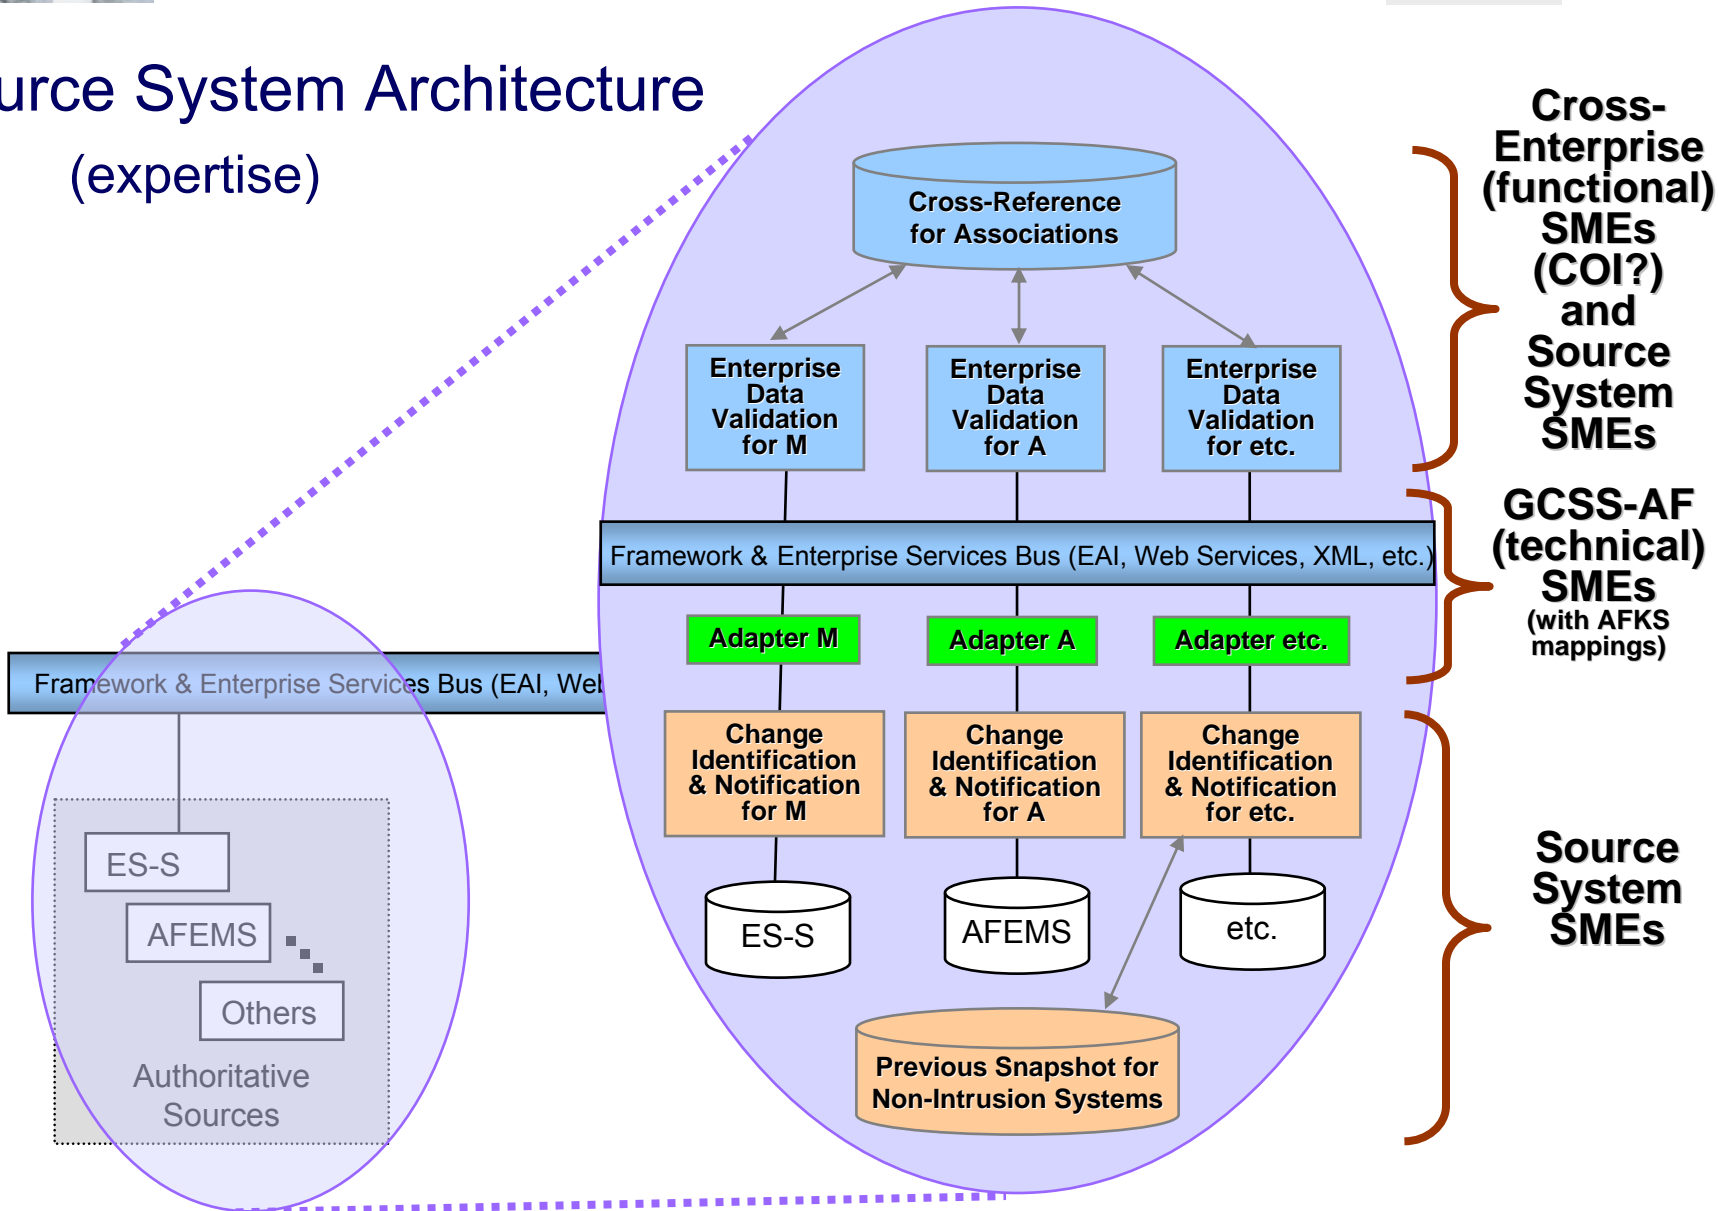 urce System Architecture
(expertise)
Cross-Reference
for Associations
Enterprise
Data
Validation
for M
Enterprise
Data
Validation
for A
Enterprise
Data
Validation
for etc.
Framework & Enterprise Services Bus (EAI, Web Services, XML, etc.)
Adapter M
Adapter A
Adapter etc.
Change
Identification
& Notification
for M
Change
Identification
& Notification
for A
Change
Identification
& Notification
for etc.
ES-S
AFEMS
etc.
Previous Snapshot for
Non-Intrusion Systems
Framework & Enterprise Services Bus (EAI, Web
ES-S
AFEMS
Others
Authoritative
Sources
Cross-
Enterprise
(functional)
SMEs
(COI?)
and
Source
System
SMEs
GCSS-AF
(technical)
SMEs
(with AFKS
mappings)
Source
System
SMEs